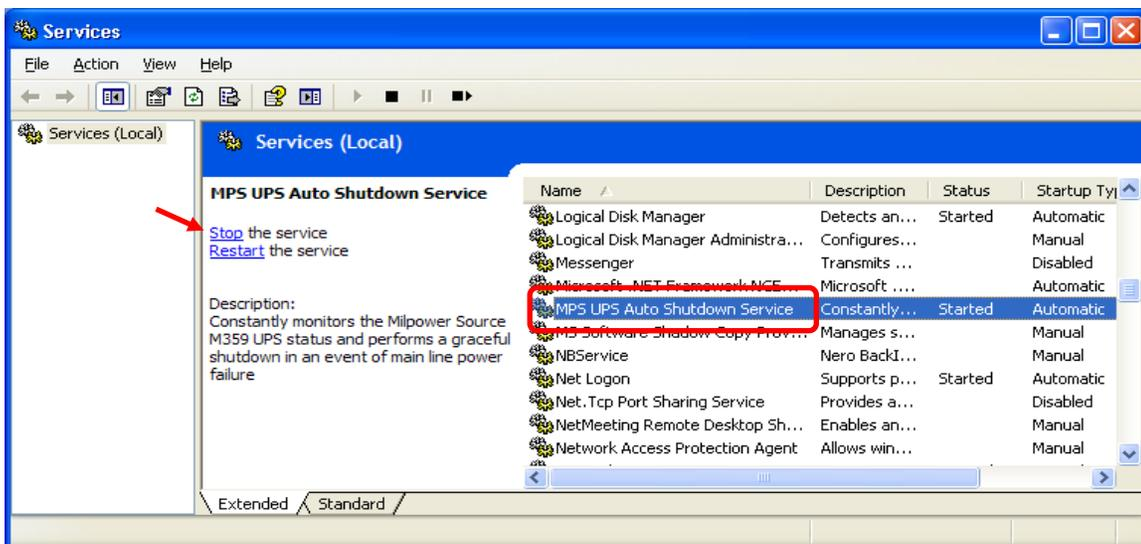 Services
File Action View Help
Services (Local)
Services (Local)
MPS UPS Auto Shutdown Service
Stop the service
Restart the service
Description:
Constantly monitors the Milpower Source
M359 UPS status and performs a graceful
shutdown in an event of main line power
failure
Name Description Status Startup Ty
Logical Disk Manager Detects an... Started Automatic
Logical Disk Manager Administra... Configures... Manual
Messenger Transmits ... Disabled
Microsoft .NET Framework NGE... Microsoft .... Automatic
MPS UPS Auto Shutdown Service Constantly... Started Automatic
MS Software Shadow Copy Prov... Manages s... Manual
NBService Nero BackI... Manual
Net Logon Supports p... Started Automatic
Net.Tcp Port Sharing Service Provides a... Disabled
NetMeeting Remote Desktop Sh... Enables an... Manual
Network Access Protection Agent Allows win... Manual
Extended Standard